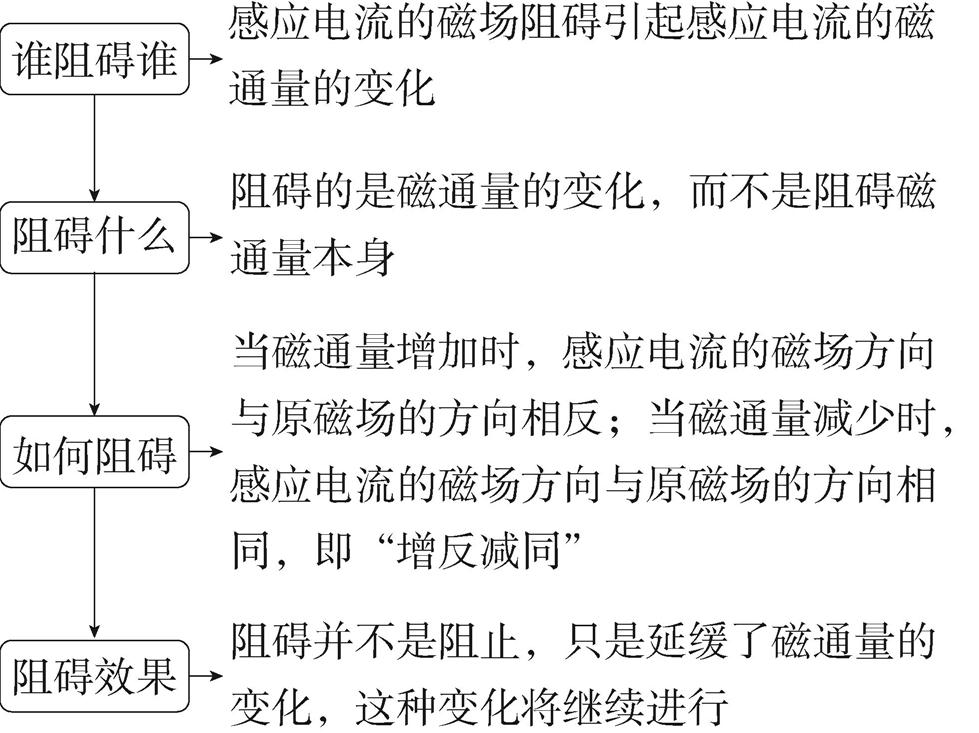 谁阻碍谁
感应电流的磁场阻碍引起感应电流的磁
通量的变化
阻碍什么
阻碍的是磁通量的变化，而不是阻碍磁
通量本身
如何阻碍
当磁通量增加时，感应电流的磁场方向
与原磁场的方向相反；当磁通量减少时，
感应电流的磁场方向与原磁场的方向相
同，即“增反减同”
阻碍效果
阻碍并不是阻止，只是延缓了磁通量的
变化，这种变化将继续进行